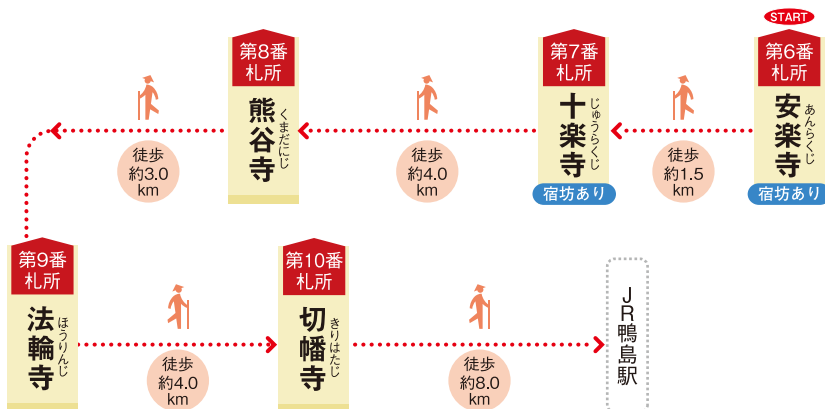 START
第6番
札所
安楽寺
あんらくじ
宿坊あり
徒歩
約1.5
km
第7番
札所
十楽寺
じゅうらくじ
宿坊あり
徒歩
約4.0
km
第8番
札所
熊谷寺
くまだにじ
徒歩
約3.0
km
第9番
札所
法輪寺
ほうりんじ
徒歩
約4.0
km
第10番
札所
切幡寺
きりはたじ
徒歩
約8.0
km
JR鴨島駅